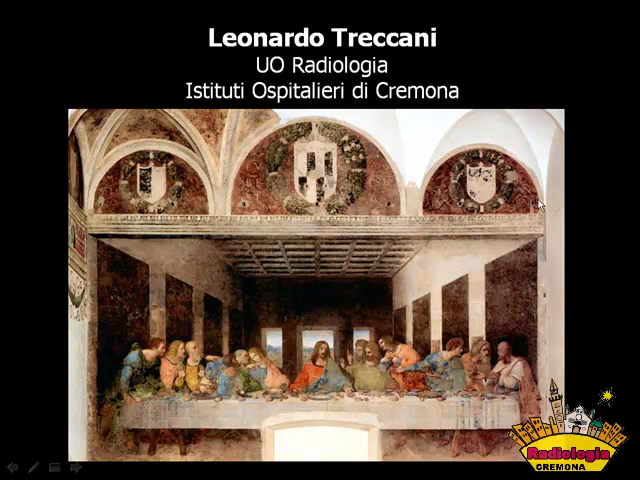 Leonardo Treccani
UO Radiologia
Istituti Ospitalieri di Cremona
Radiologia
CREMONA